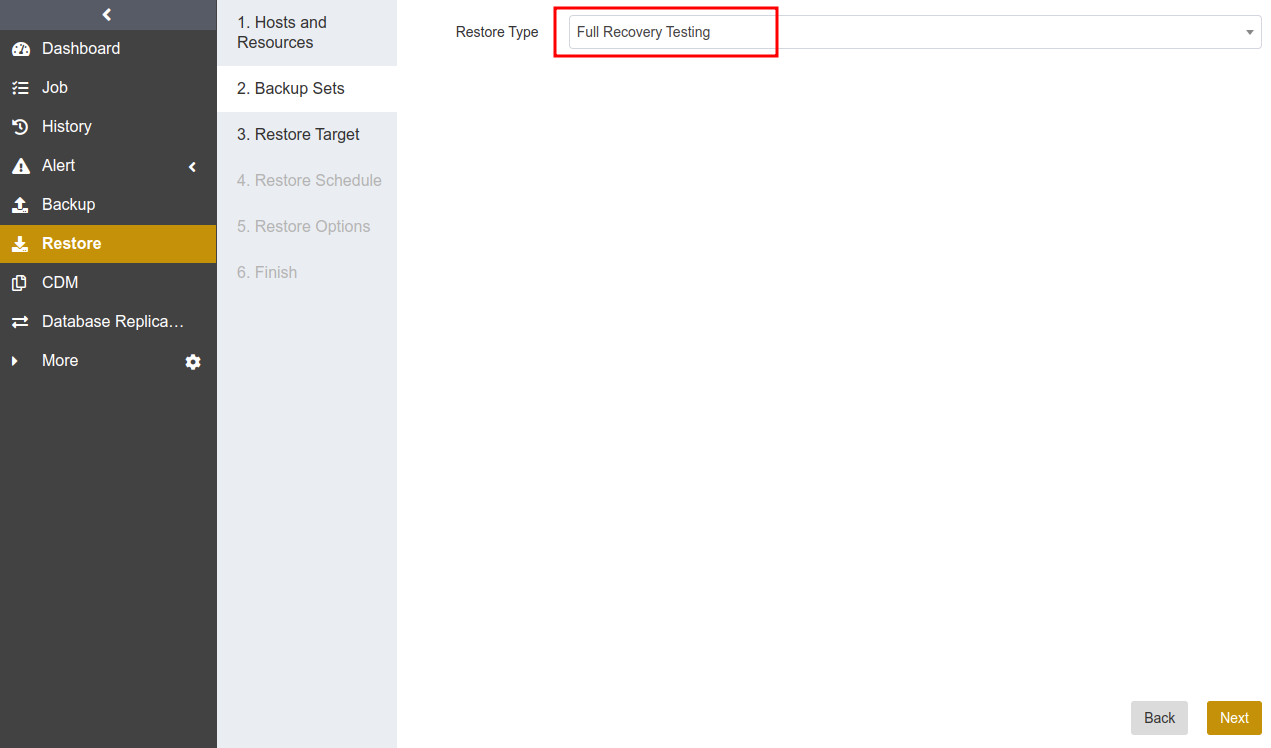 Dashboard
Job
History
Alert
Backup
Restore
CDM
Database Replica…
More
1. Hosts and
Resources
2. Backup Sets
3. Restore Target
4. Restore Schedule
5. Restore Options
6. Finish
Restore Type
Full Recovery Testing
Back
Next